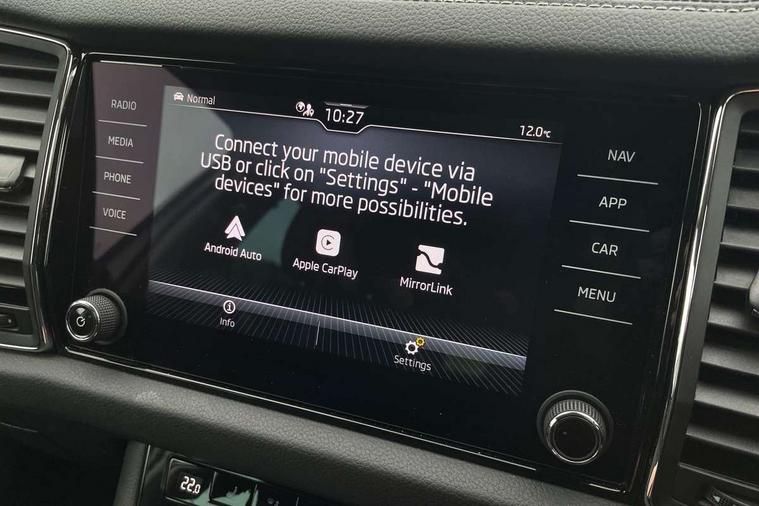 RADIO
MEDIA
PHONE
VOICE
Normal
10:27
12.0°C
Connect your mobile device via
USB or click on "Settings" - "Mobile
devices" for more possibilities.
Android Auto
Apple CarPlay
MirrorLink
Info
Settings
NAV
APP
CAR
MENU
22.0